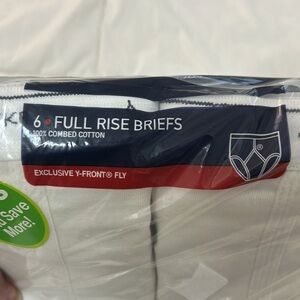 6 • FULL RISE BRIEFS
100% COMBED COTTON
EXCLUSIVE Y-FRONT® FLY
Save
More!